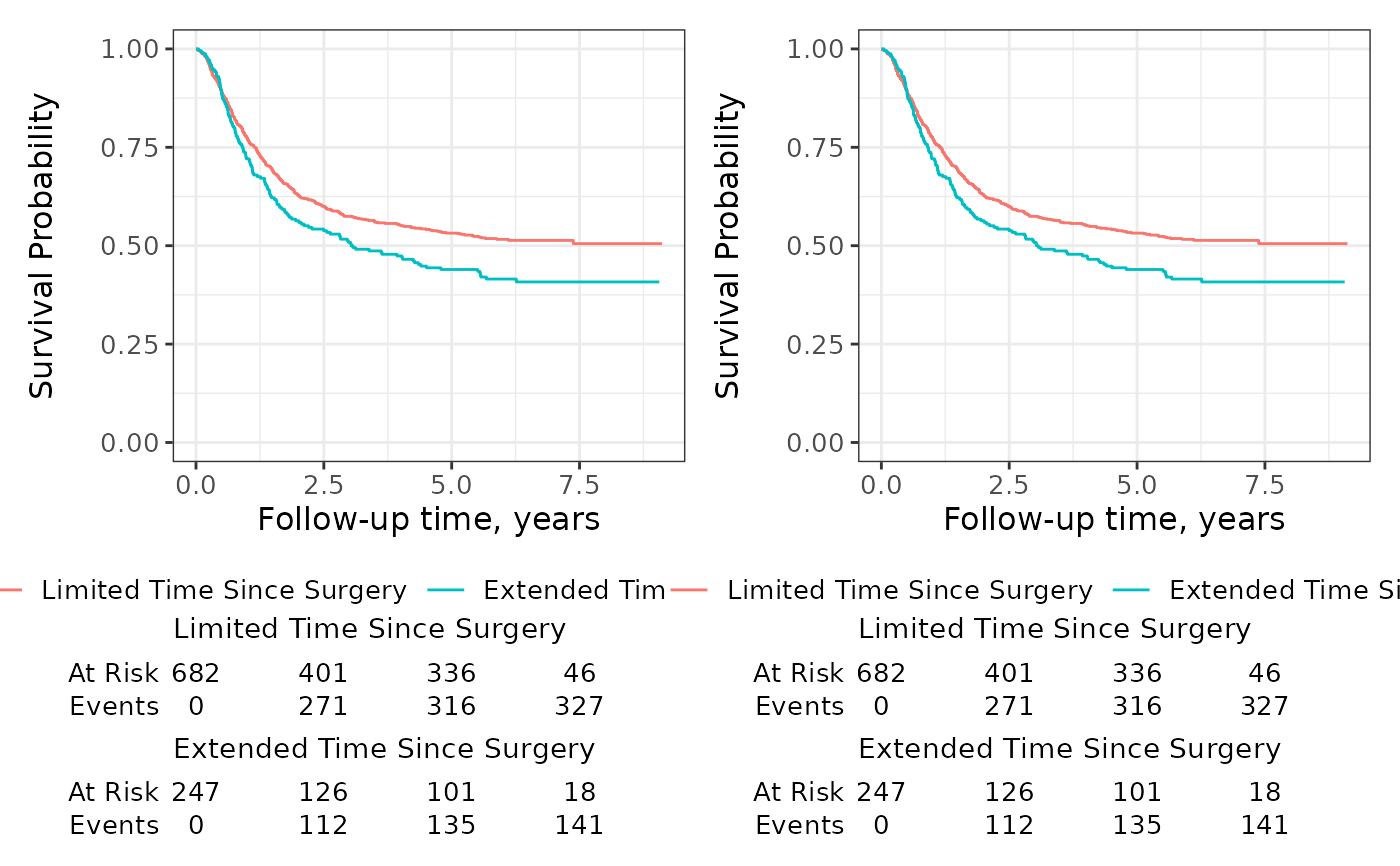 Survival Probability
1.00
0.75
0.50
0.25
0.00
0.0 2.5 5.0 7.5
Follow-up time, years
Limited Time Since Surgery Extended Tim
Limited Time Since Surgery
At Risk 682 401 336 46
Events 0 271 316 327
Extended Time Since Surgery
At Risk 247 126 101 18
Events 0 112 135 141
Survival Probability
1.00
0.75
0.50
0.25
0.00
0.0 2.5 5.0 7.5
Follow-up time, years
Limited Time Since Surgery Extended Time Si
Limited Time Since Surgery
At Risk 682 401 336 46
Events 0 271 316 327
Extended Time Since Surgery
At Risk 247 126 101 18
Events 0 112 135 141